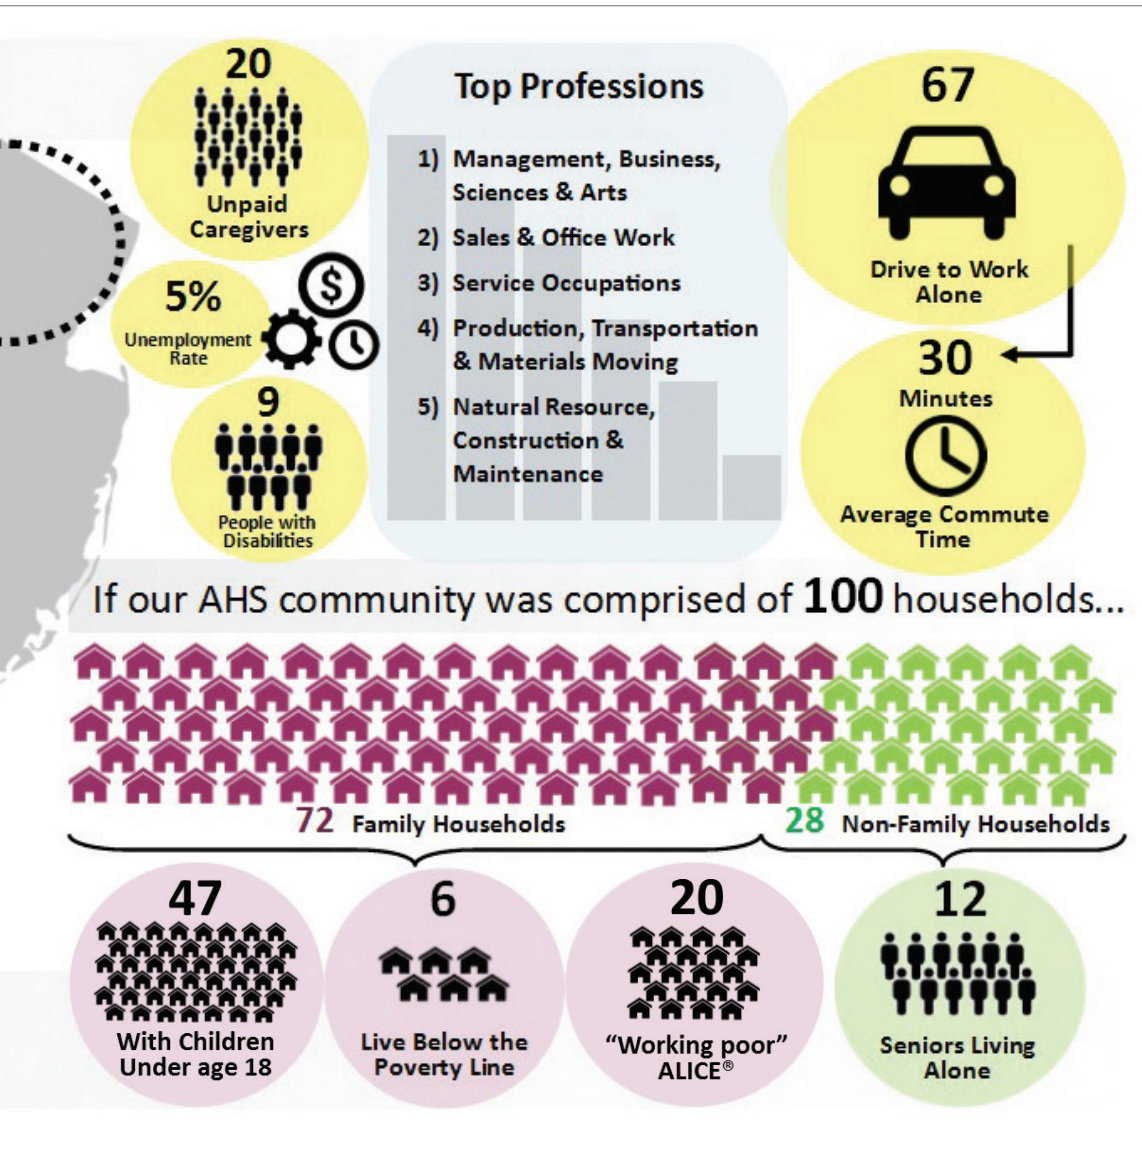 20
Unpaid
Caregivers
5%
Unemployment
Rate
9
People with
Disabilities
Top Professions
1) Management, Business,
Sciences & Arts
2) Sales & Office Work
3) Service Occupations
4) Production, Transportation
& Materials Moving
5) Natural Resource,
Construction &
Maintenance
67
Drive to Work
Alone
30
Minutes
Average Commute
Time
$
If our AHS community was comprised of 100 households...
72 Family Households
28 Non-Family Households
47
With Children
Under age 18
6
Live Below the
Poverty Line
20
“Working poor”
ALICE®
12
Seniors Living
Alone